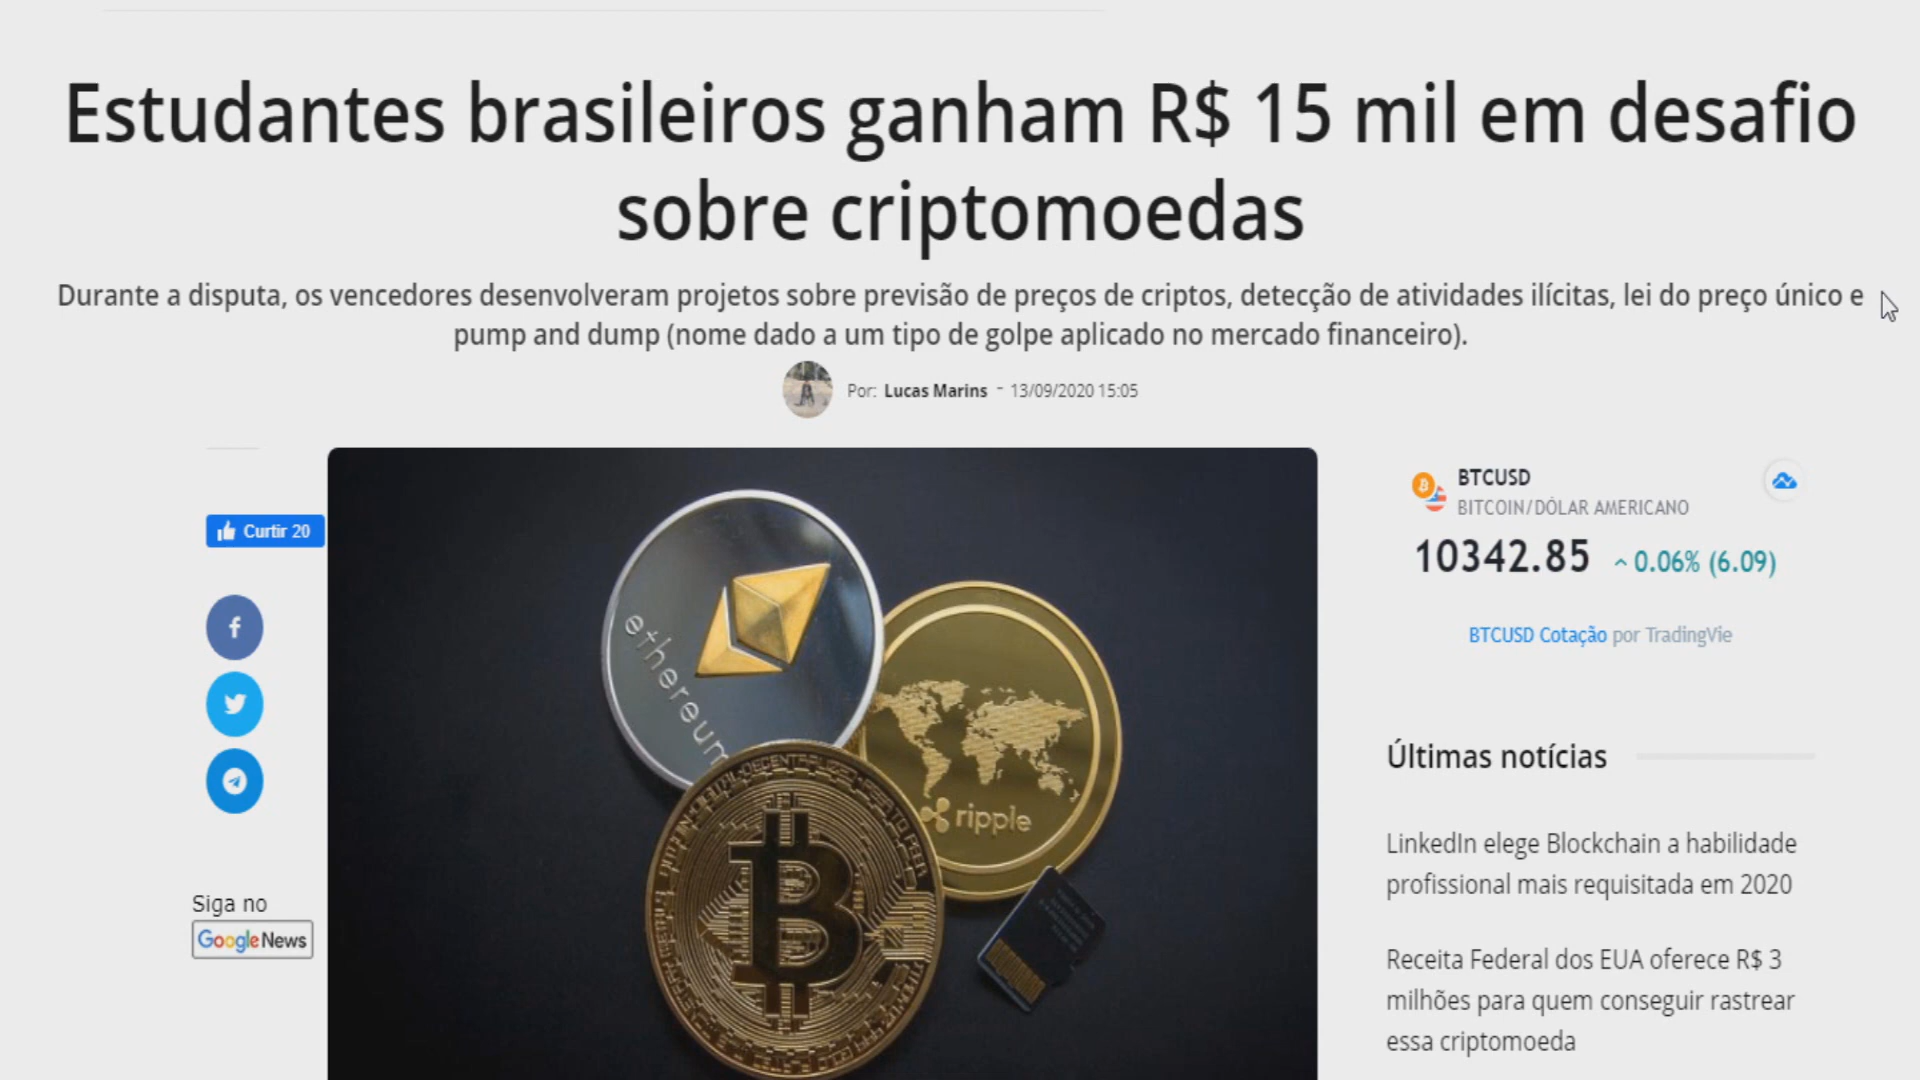 Estudantes brasileiros ganham R$ 15 mil em desafio
sobre criptomoedas
Durante a disputa, os vencedores desenvolveram projetos sobre previsão de preços de criptos, detecção de atividades ilícitas, lei do preço único e
pump and dump (nome dado a um tipo de golpe aplicado no mercado financeiro).
Por: Lucas Marins - 13/09/2020 15:05
Curtir 20
Siga no
Google News
ethereum
ripple
BTCUSD
BITCOIN/DÓLAR AMERICANO
10342.85 0.06% (6.09)
BTCUSD Cotação por TradingVie
Últimas notícias
LinkedIn elege Blockchain a habilidade
profissional mais requisitada em 2020
Receita Federal dos EUA oferece R$ 3
milhões para quem conseguir rastrear
essa criptomoeda